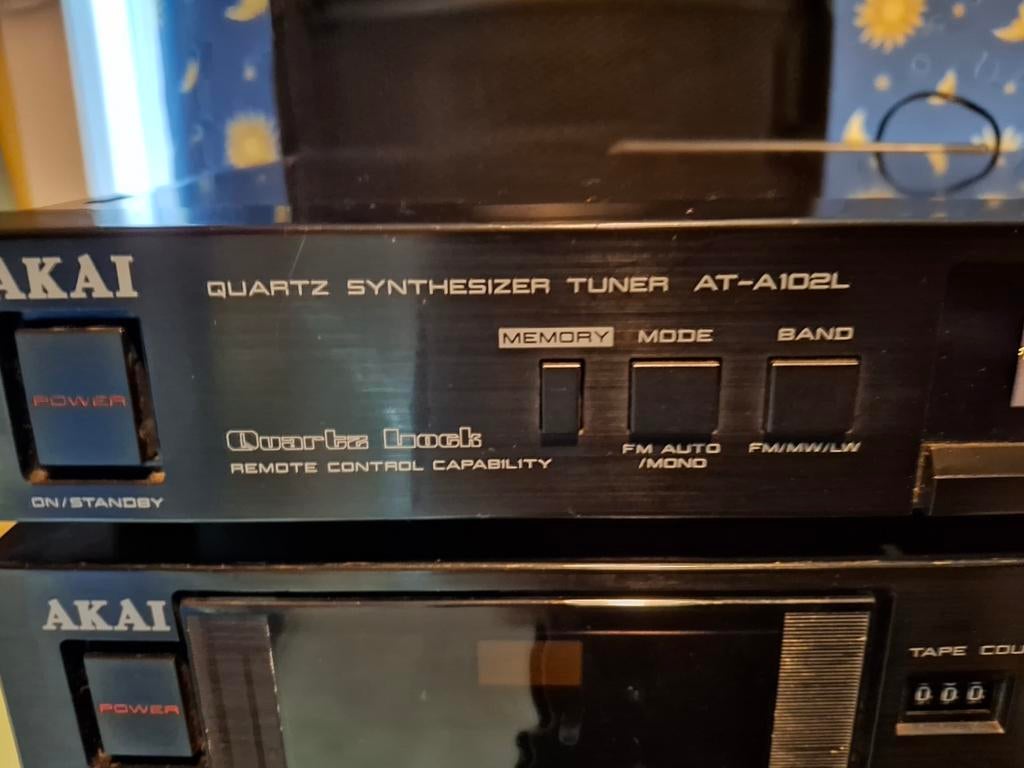 AKAI
QUARTZ SYNTHESIZER TUNER AT-A102L
MEMORY MODE BAND
POWER
Quartz Lock
FM AUTO
/MONO
FM/MW/LW
REMOTE CONTROL CAPABILITY
ON/STANDBY
AKAI
TAPE COU
POWER
000